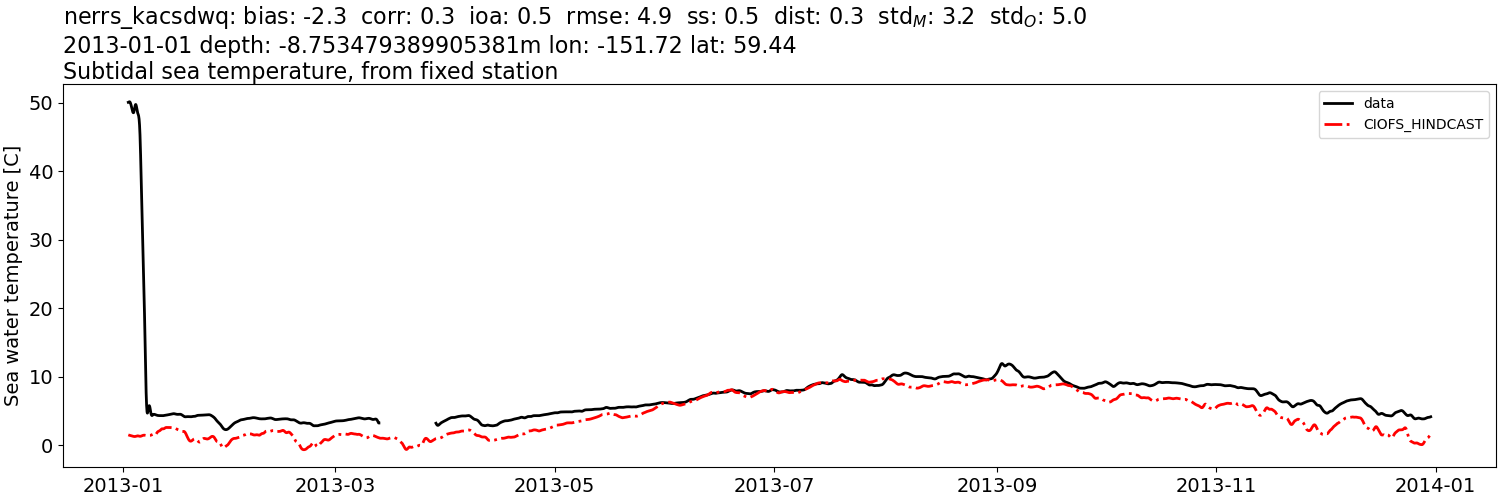 nerrs_kacsdwq: bias: -2.3  corr: 0.3  ioa: 0.5  rmse: 4.9  ss: 0.5  dist: 0.3  std_M: 3.2  std_O: 5.0
2013-01-01 depth: -8.753479389905381m lon: -151.72 lat: 59.44
Subtidal sea temperature, from fixed station
data
CIOFS_HINDCAST
Sea water temperature [C]
50
40
30
20
10
0
2013-01
2013-03
2013-05
2013-07
2013-09
2013-11
2014-01